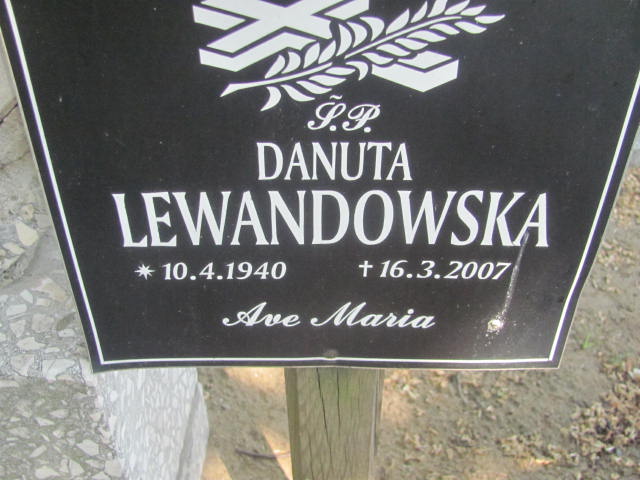 Ś.P.
DANUTA
LEWANDOWSKA
* 10.4.1940 † 16.3.2007
Ave Maria